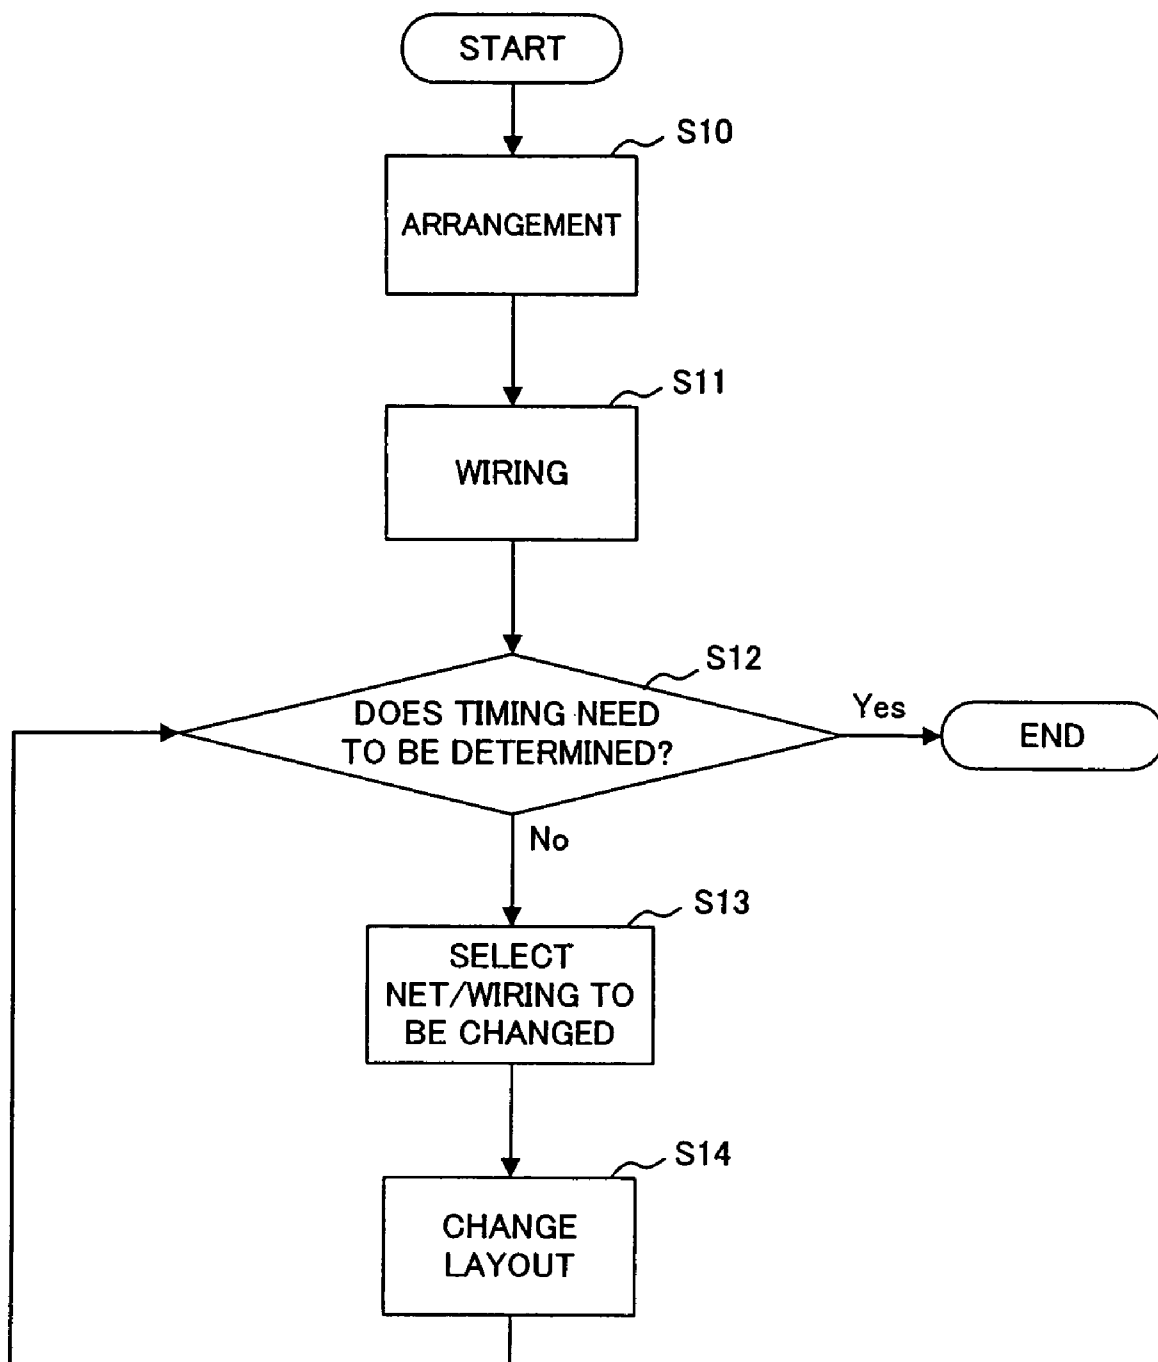 START
S10
ARRANGEMENT
S11
WIRING
S12
DOES TIMING NEED
TO BE DETERMINED?
Yes
END
No
S13
SELECT
NET/WIRING TO
BE CHANGED
S14
CHANGE
LAYOUT